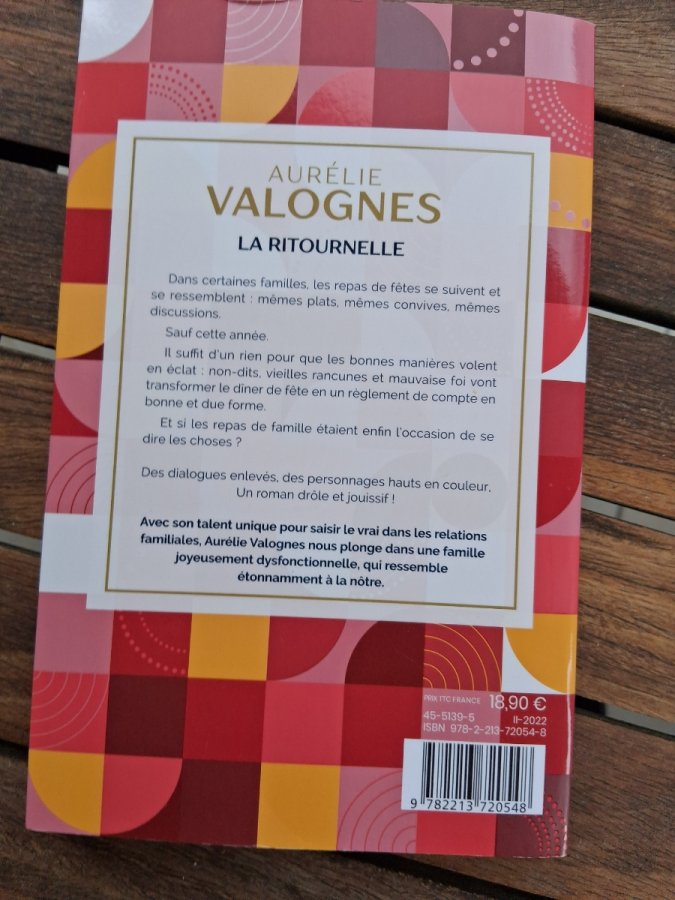 AURÉLIE
VALOGNES
LA RITOURNELLE
Dans certaines familles, les repas de fêtes se suivent et
se ressemblent : mêmes plats, mêmes convives, mêmes
discussions.
Sauf cette année.
Il suffit d'un rien pour que les bonnes manières volent
en éclat : non-dits, vieilles rancunes et mauvaise foi vont
transformer le dîner de fête en un règlement de compte en
bonne et due forme.
Et si les repas de famille étaient enfin l'occasion de se
dire les choses ?
Des dialogues enlevés, des personnages hauts en couleur,
Un roman drôle et jouissif !
Avec son talent unique pour saisir le vrai dans les relations
familiales, Aurélie Valognes nous plonge dans une famille
joyeusement dysfonctionnelle, qui ressemble
étonnamment à la nôtre.
PRIX TTC FRANCE 18,90 €
45-5139-5 II-2022
ISBN 978-2-213-72054-8
9 782213 720548